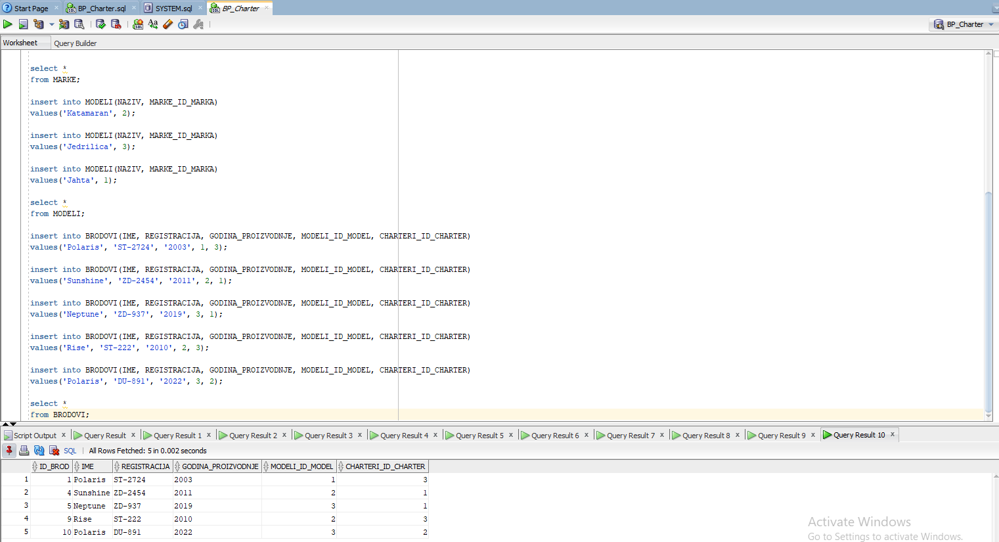 Start Page BP_Charter.sql SYSTEM.sql BP_Charter
BP_Charter
Worksheet Query Builder
select *
from MARKE;
insert into MODELI(NAZIV, MARKE_ID_MARKA)
values('Katamaran', 2);
insert into MODELI(NAZIV, MARKE_ID_MARKA)
values('Jedrilica', 3);
insert into MODELI(NAZIV, MARKE_ID_MARKA)
values('Jahta', 1);
select *
from MODELI;
insert into BRODOVI(IME, REGISTRACIJA, GODINA_PROIZVODNJE, MODELI_ID_MODEL, CHARTERI_ID_CHARTER)
values('Polaris', 'ST-2724', '2003', 1, 3);
insert into BRODOVI(IME, REGISTRACIJA, GODINA_PROIZVODNJE, MODELI_ID_MODEL, CHARTERI_ID_CHARTER)
values('Sunshine', 'ZD-2454', '2011', 2, 1);
insert into BRODOVI(IME, REGISTRACIJA, GODINA_PROIZVODNJE, MODELI_ID_MODEL, CHARTERI_ID_CHARTER)
values('Neptune', 'ZD-937', '2019', 3, 1);
insert into BRODOVI(IME, REGISTRACIJA, GODINA_PROIZVODNJE, MODELI_ID_MODEL, CHARTERI_ID_CHARTER)
values('Rise', 'ST-222', '2010', 2, 3);
insert into BRODOVI(IME, REGISTRACIJA, GODINA_PROIZVODNJE, MODELI_ID_MODEL, CHARTERI_ID_CHARTER)
values('Polaris', 'DU-891', '2022', 3, 2);
select *
from BRODOVI;
Script Output Query Result Query Result 1 Query Result 2 Query Result 3 Query Result 4 Query Result 5 Query Result 6 Query Result 7 Query Result 8 Query Result 9 Query Result 10
SQL All Rows Fetched: 5 in 0.002 seconds
ID_BROD IME REGISTRACIJA GODINA_PROIZVODNJE MODELI_ID_MODEL CHARTERI_ID_CHARTER
1 1 Polaris ST-2724 2003 1 3
2 4 Sunshine ZD-2454 2011 2 1
3 5 Neptune ZD-937 2019 3 1
4 9 Rise ST-222 2010 2 3
5 10 Polaris DU-891 2022 3 2
Activate Windows
Go to Settings to activate Windows.